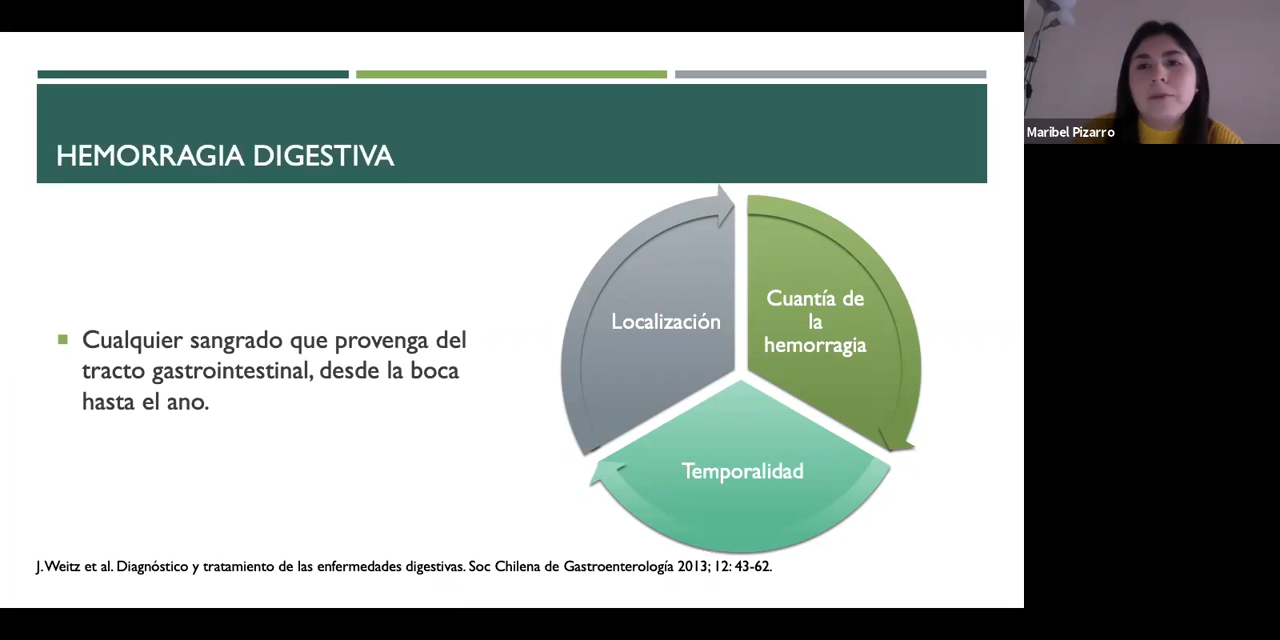 HEMORRAGIA DIGESTIVA
Maribel Pizarro
Localización
Cuantía de
la
hemorragia
Cualquier sangrado que provenga del
tracto gastrointestinal, desde la boca
hasta el ano.
Temporalidad
J. Weitz et al. Diagnóstico y tratamiento de las enfermedades digestivas. Soc Chilena de Gastroenterología 2013; 12: 43-62.